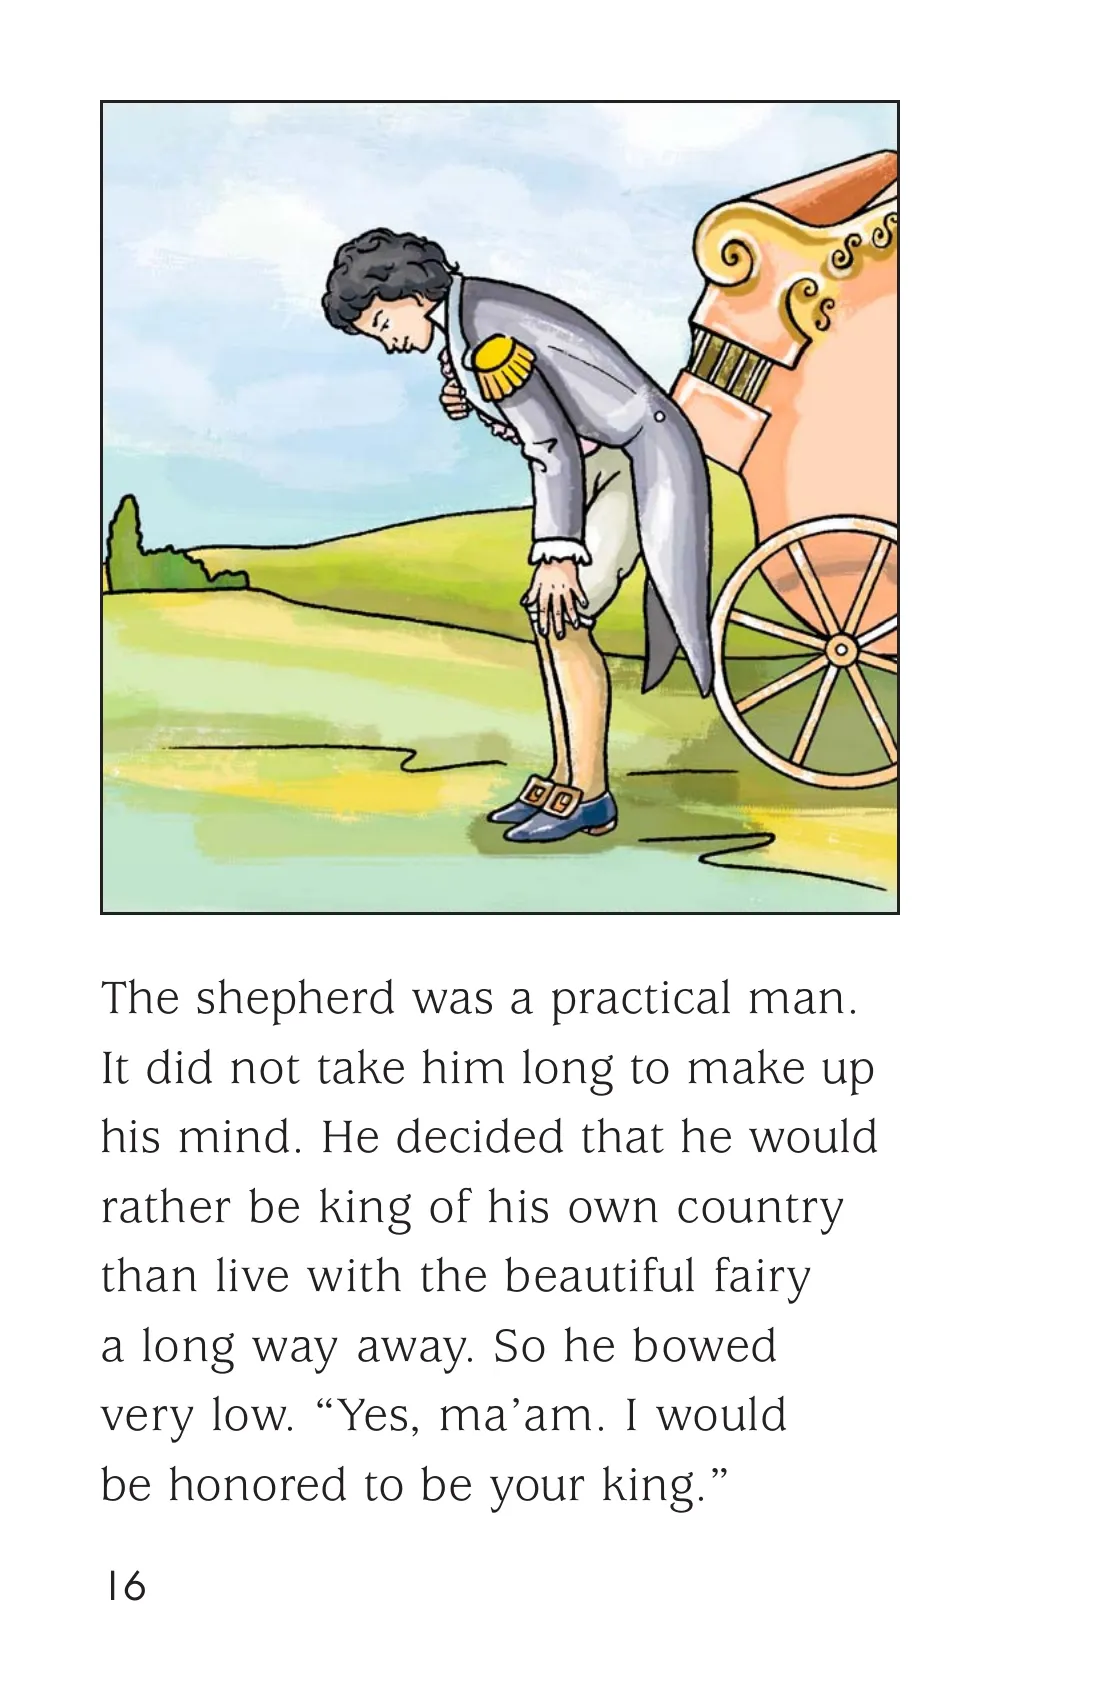 The shepherd was a practical man.
It did not take him long to make up
his mind. He decided that he would
rather be king of his own country
than live with the beautiful fairy
a long way away. So he bowed
very low. “Yes, ma’am. I would
be honored to be your king.”
16